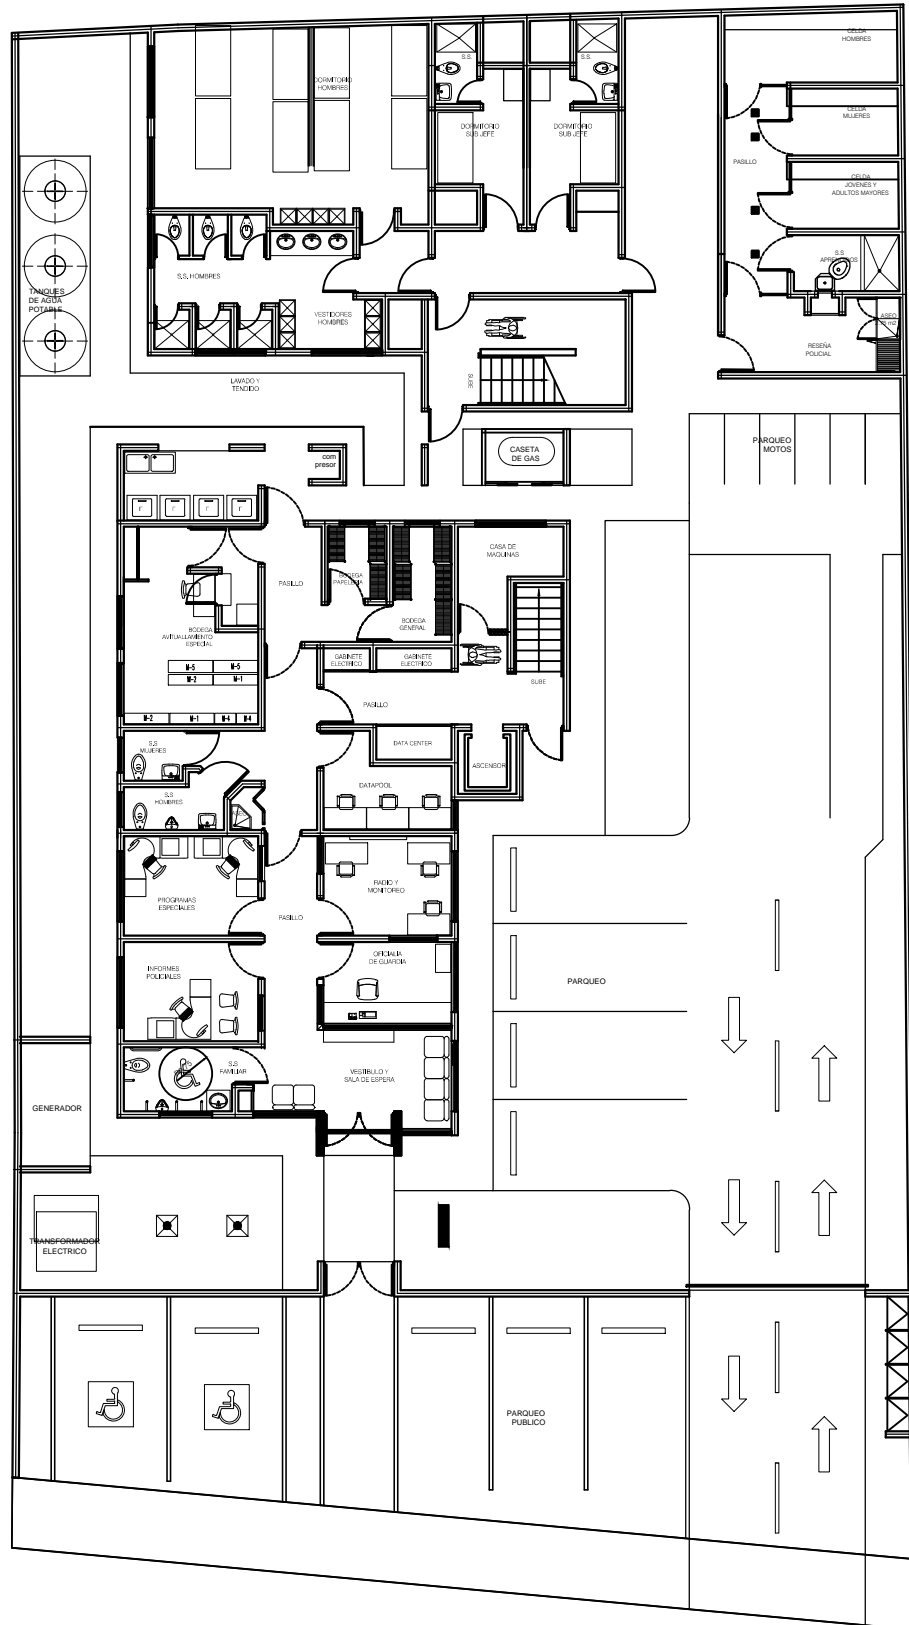 CELDA
HOMBRES
S.S.
S.S.
DORMITORIO
HOMBRES
CELDA
MUJERES
DORMITORIO
SUB JEFE
DORMITORIO
SUB JEFE
PASILLO
CELDA
JOVENES Y
ADULTOS MAYORES
S.S
APREHENDIDOS
S.S. HOMBRES
TANQUES
DE AGUA
POTABLE
VESTIDORES
HOMBRES
ASEO
RESEÑA
POLICIAL
LAVADO Y
TENDIDO
SUBE
PARQUEO
MOTOS
CASETA
DE GAS
com
presor
CASA DE
MAQUINAS
PASILLO
BODEGA
PAPELERIA
BODEGA
GENERAL
BODEGA
AVITUALLAMIENTO
ESPECIAL
GABINETE
ELECTRICO
GABINETE
ELECTRICO
M-5 M-5
M-2 M-1
SUBE
PASILLO
M-2 M-1 M-4 M-4
S.S
MUJERES
DATA CENTER
ASCENSOR
DATAPOOL
S.S
HOMBRES
ASEO
RADIO Y
MONITOREO
PROGRAMAS
ESPECIALES
PASILLO
OFICIALIA
DE GUARDIA
INFORMES
POLICIALES
PARQUEO
S.S
FAMILIAR
VESTIBULO Y
SALA DE ESPERA
GENERADOR
TRANSFORMADOR
ELECTRICO
PARQUEO
PUBLICO